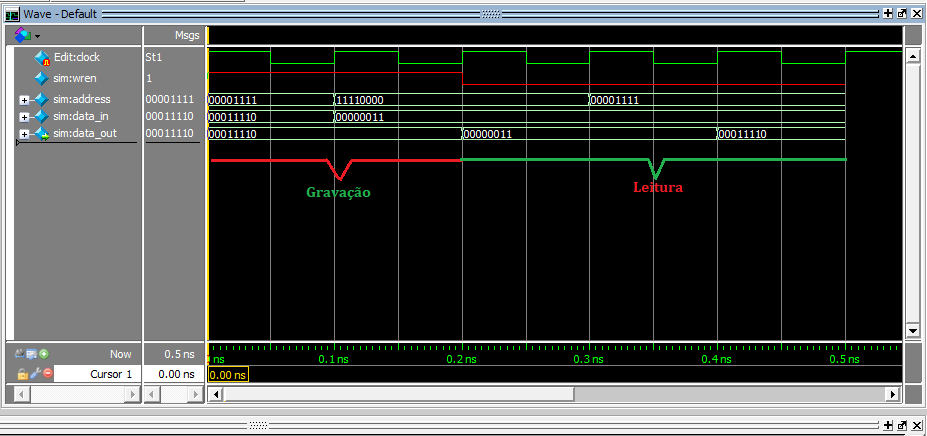 Wave - Default
Msgs
Edit:clock St1
sim:wren 1
sim:address 00001111 00001111 11110000 00001111
sim:data_in 00011110 00011110 00000011
sim:data_out 00011110 00011110 00000011 00011110
Gravação Leitura
Now 0.5 ns ns 0.1 ns 0.2 ns 0.3 ns 0.4 ns 0.5 ns
Cursor 1 0.00 ns 0.00 ns